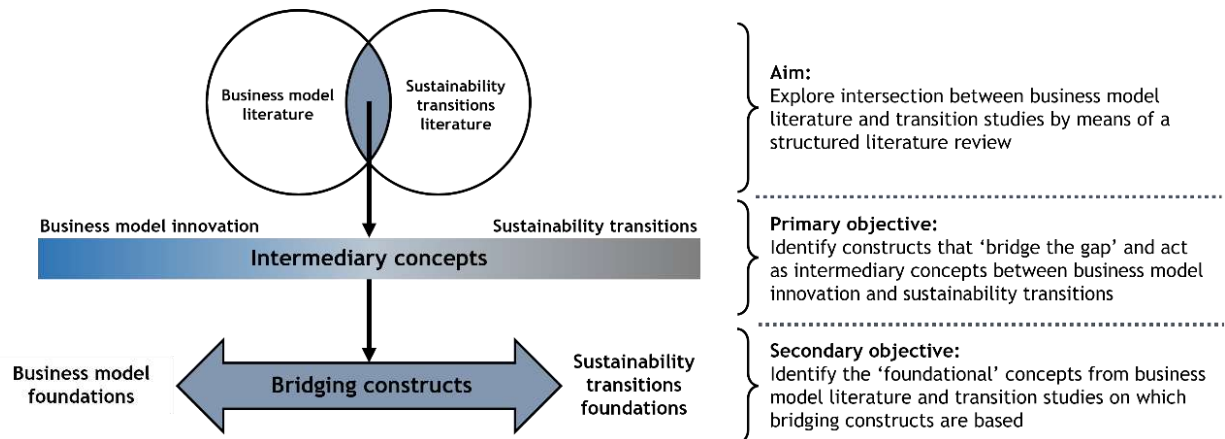 Business model
literature
Sustainability
transitions
literature
Aim:
Explore intersection between business model
literature and transition studies by means of a
structured literature review
Business model innovation
Sustainability transitions
Intermediary concepts
Primary objective:
Identify constructs that ‘bridge the gap’ and act
as intermediary concepts between business model
innovation and sustainability transitions
Business model
foundations
Bridging constructs
Sustainability
transitions
foundations
Secondary objective:
Identify the ‘foundational’ concepts from business
model literature and transition studies on which
bridging constructs are based